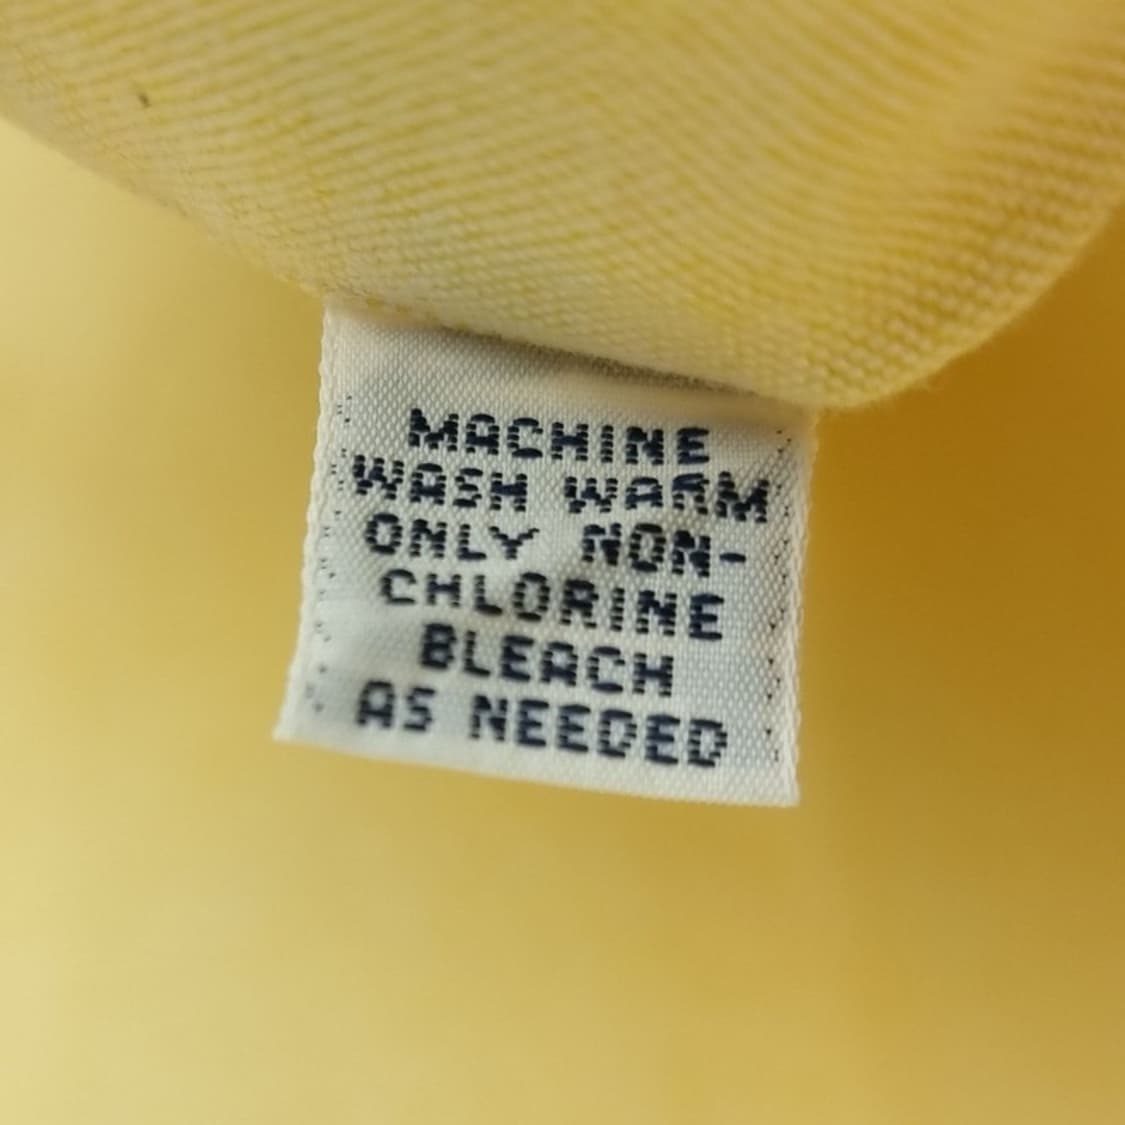 MACHINE
WASH WARM
ONLY NON-
CHLORINE
BLEACH
AS NEEDED